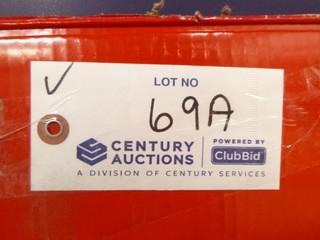 LOT NO
69A
CENTURY AUCTIONS
POWERED BY
ClubBid
A DIVISION OF CENTURY SERVICES